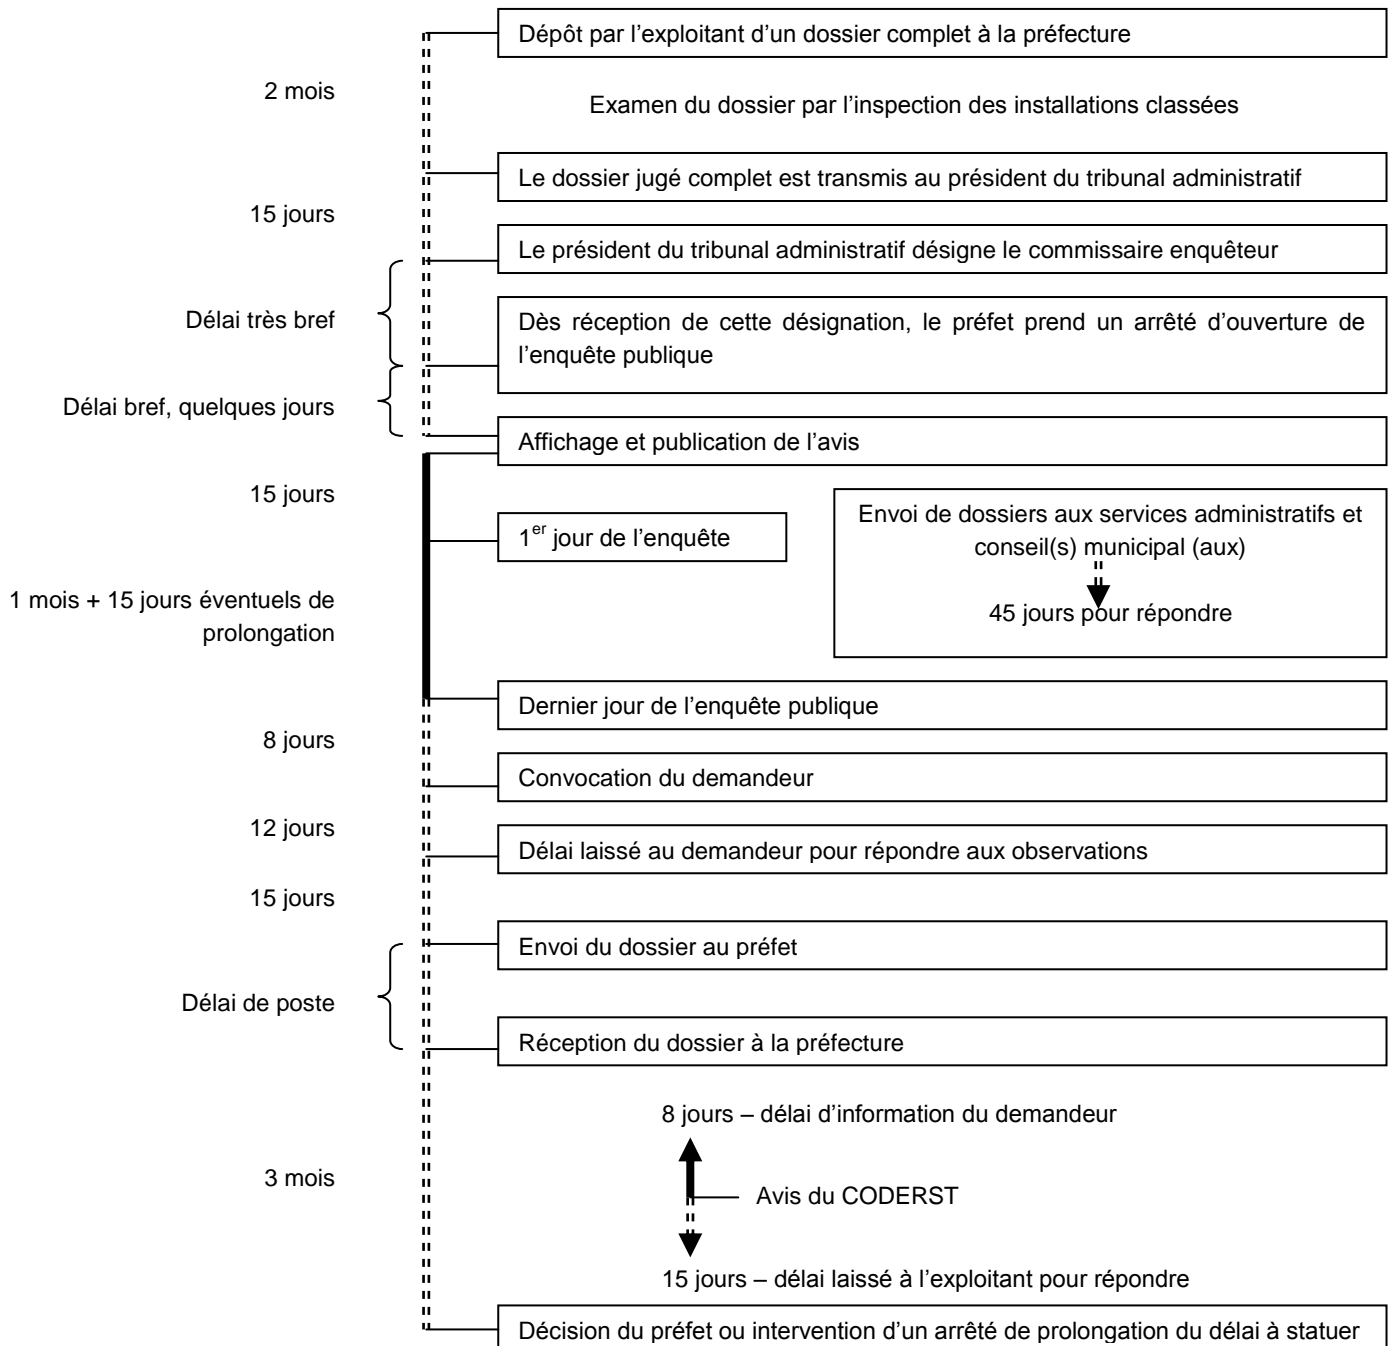 Dépôt par l’exploitant d’un dossier complet à la préfecture
2 mois
Examen du dossier par l’inspection des installations classées
Le dossier jugé complet est transmis au président du tribunal administratif
15 jours
Le président du tribunal administratif désigne le commissaire enquêteur
Délai très bref
Dès réception de cette désignation, le préfet prend un arrêté d’ouverture de
l’enquête publique
Délai bref, quelques jours
Affichage et publication de l’avis
15 jours
1er jour de l’enquête
Envoi de dossiers aux services administratifs et
conseil(s) municipal (aux)
45 jours pour répondre
1 mois + 15 jours éventuels de
prolongation
Dernier jour de l’enquête publique
8 jours
Convocation du demandeur
12 jours
Délai laissé au demandeur pour répondre aux observations
15 jours
Envoi du dossier au préfet
Délai de poste
Réception du dossier à la préfecture
8 jours – délai d’information du demandeur
3 mois
Avis du CODERST
15 jours – délai laissé à l’exploitant pour répondre
Décision du préfet ou intervention d’un arrêté de prolongation du délai à statuer